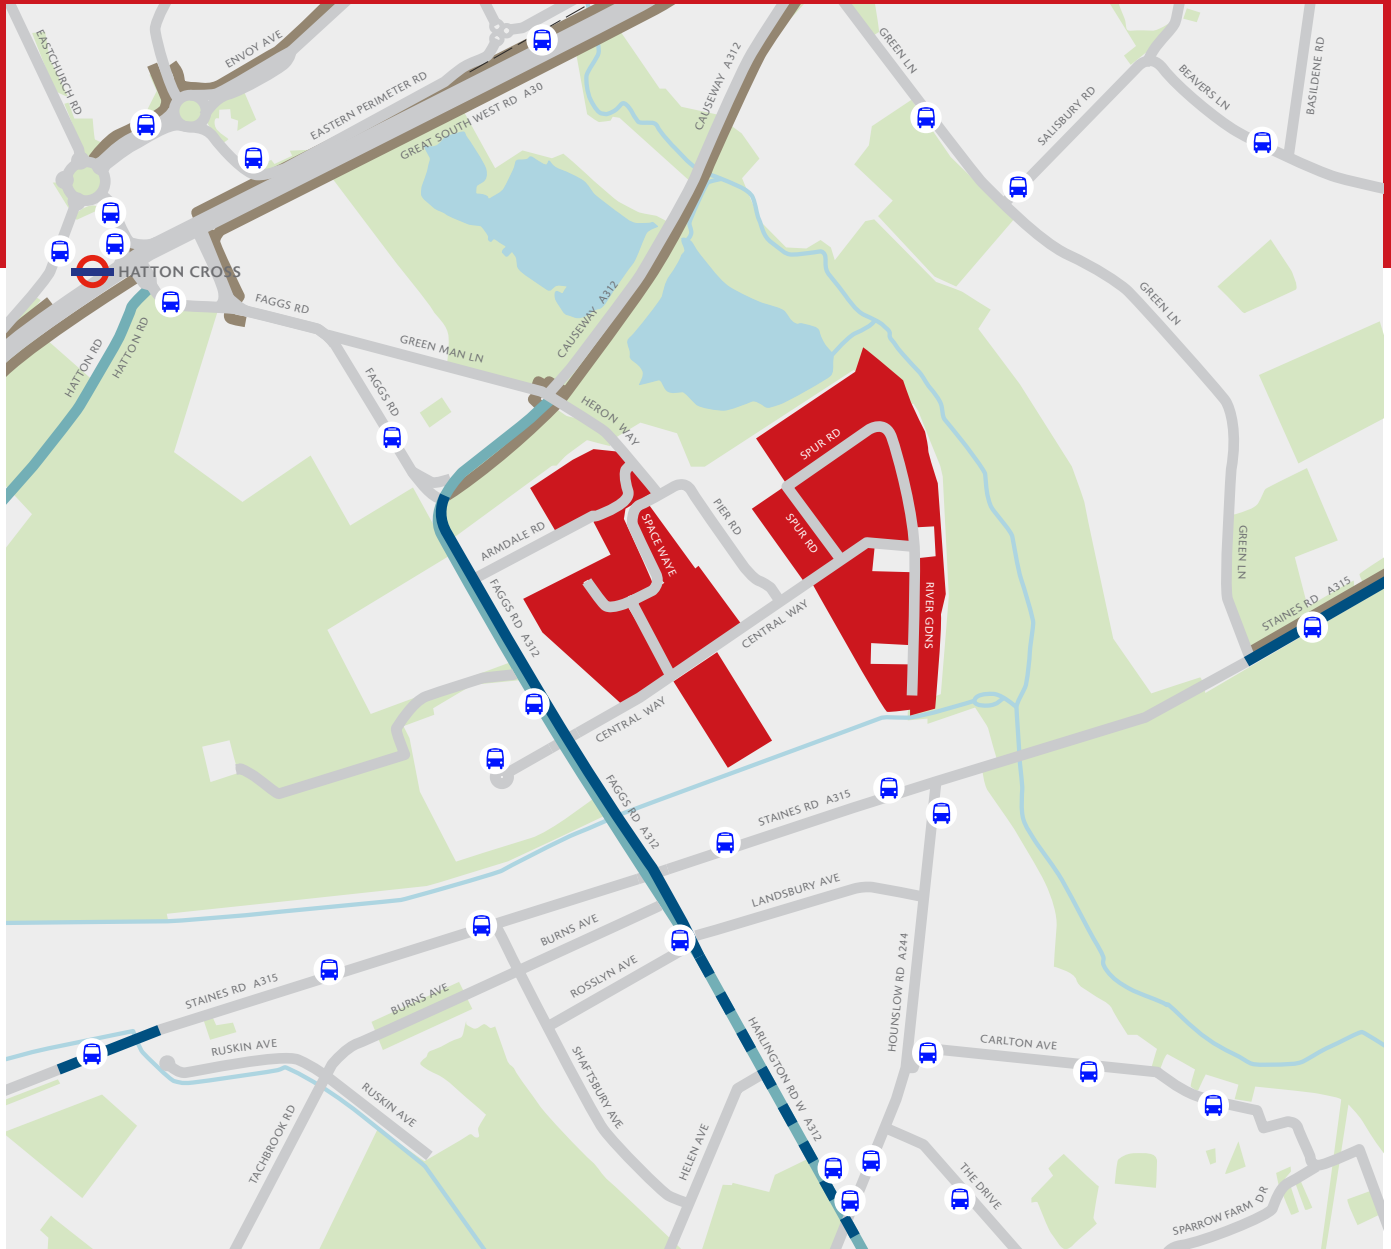 EASTCHURCH RD
ENVOY AVE
EASTERN PERIMETER RD
GREAT SOUTH WEST RD A30
CAUSEWAY A312
GREEN LN
SALISBURY RD
BEAVERS LN
BASILDENE RD
HATTON CROSS
FAGGS RD
HATTON RD
HATTON RD
GREEN MAN LN
CAUSEWAY A312
GREEN LN
FAGGS RD
HERON WAY
SPUR RD
ARMDALE RD
SPACE WAYE
PIER RD
SPUR RD
GREEN LN
FAGGS RD A312
CENTRAL WAY
RIVER GDNS
STAINES RD A315
CENTRAL WAY
FAGGS RD A312
STAINES RD A315
LANDSBURY AVE
BURNS AVE
ROSSLYN AVE
STAINES RD A315
BURNS AVE
HOUNSLOW RD A244
RUSKIN AVE
HARLINGTON RD W A312
CARLTON AVE
RUSKIN AVE
SHAFTSBURY AVE
TACHBROOK RD
HELEN AVE
THE DRIVE
SPARROW FARM DR